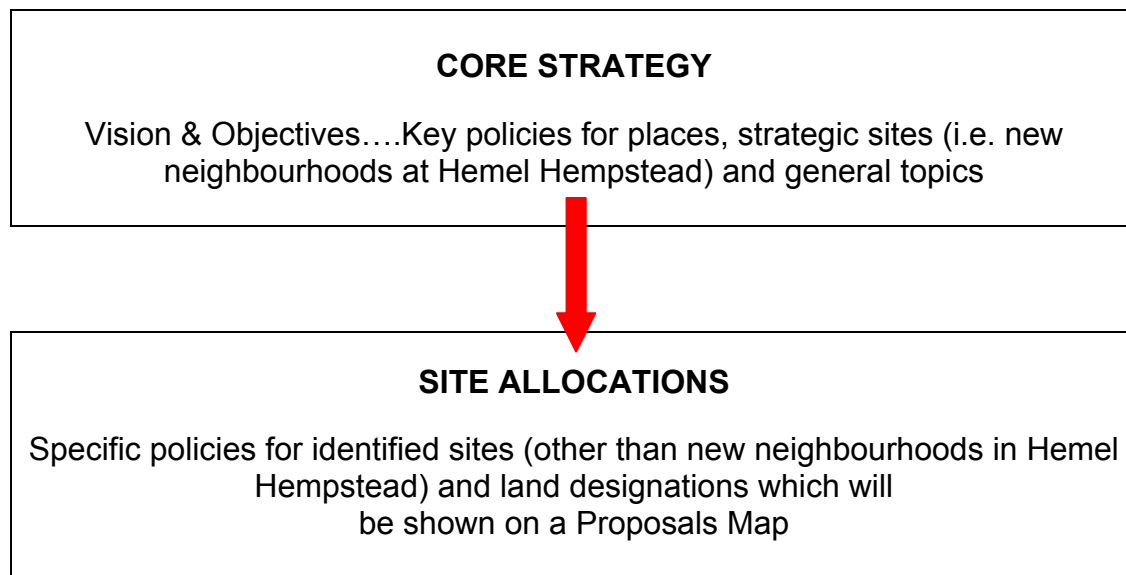 CORE STRATEGY
Vision & Objectives….Key policies for places, strategic sites (i.e. new
neighbourhoods at Hemel Hempstead) and general topics
SITE ALLOCATIONS
Specific policies for identified sites (other than new neighbourhoods in Hemel
Hempstead) and land designations which will
be shown on a Proposals Map